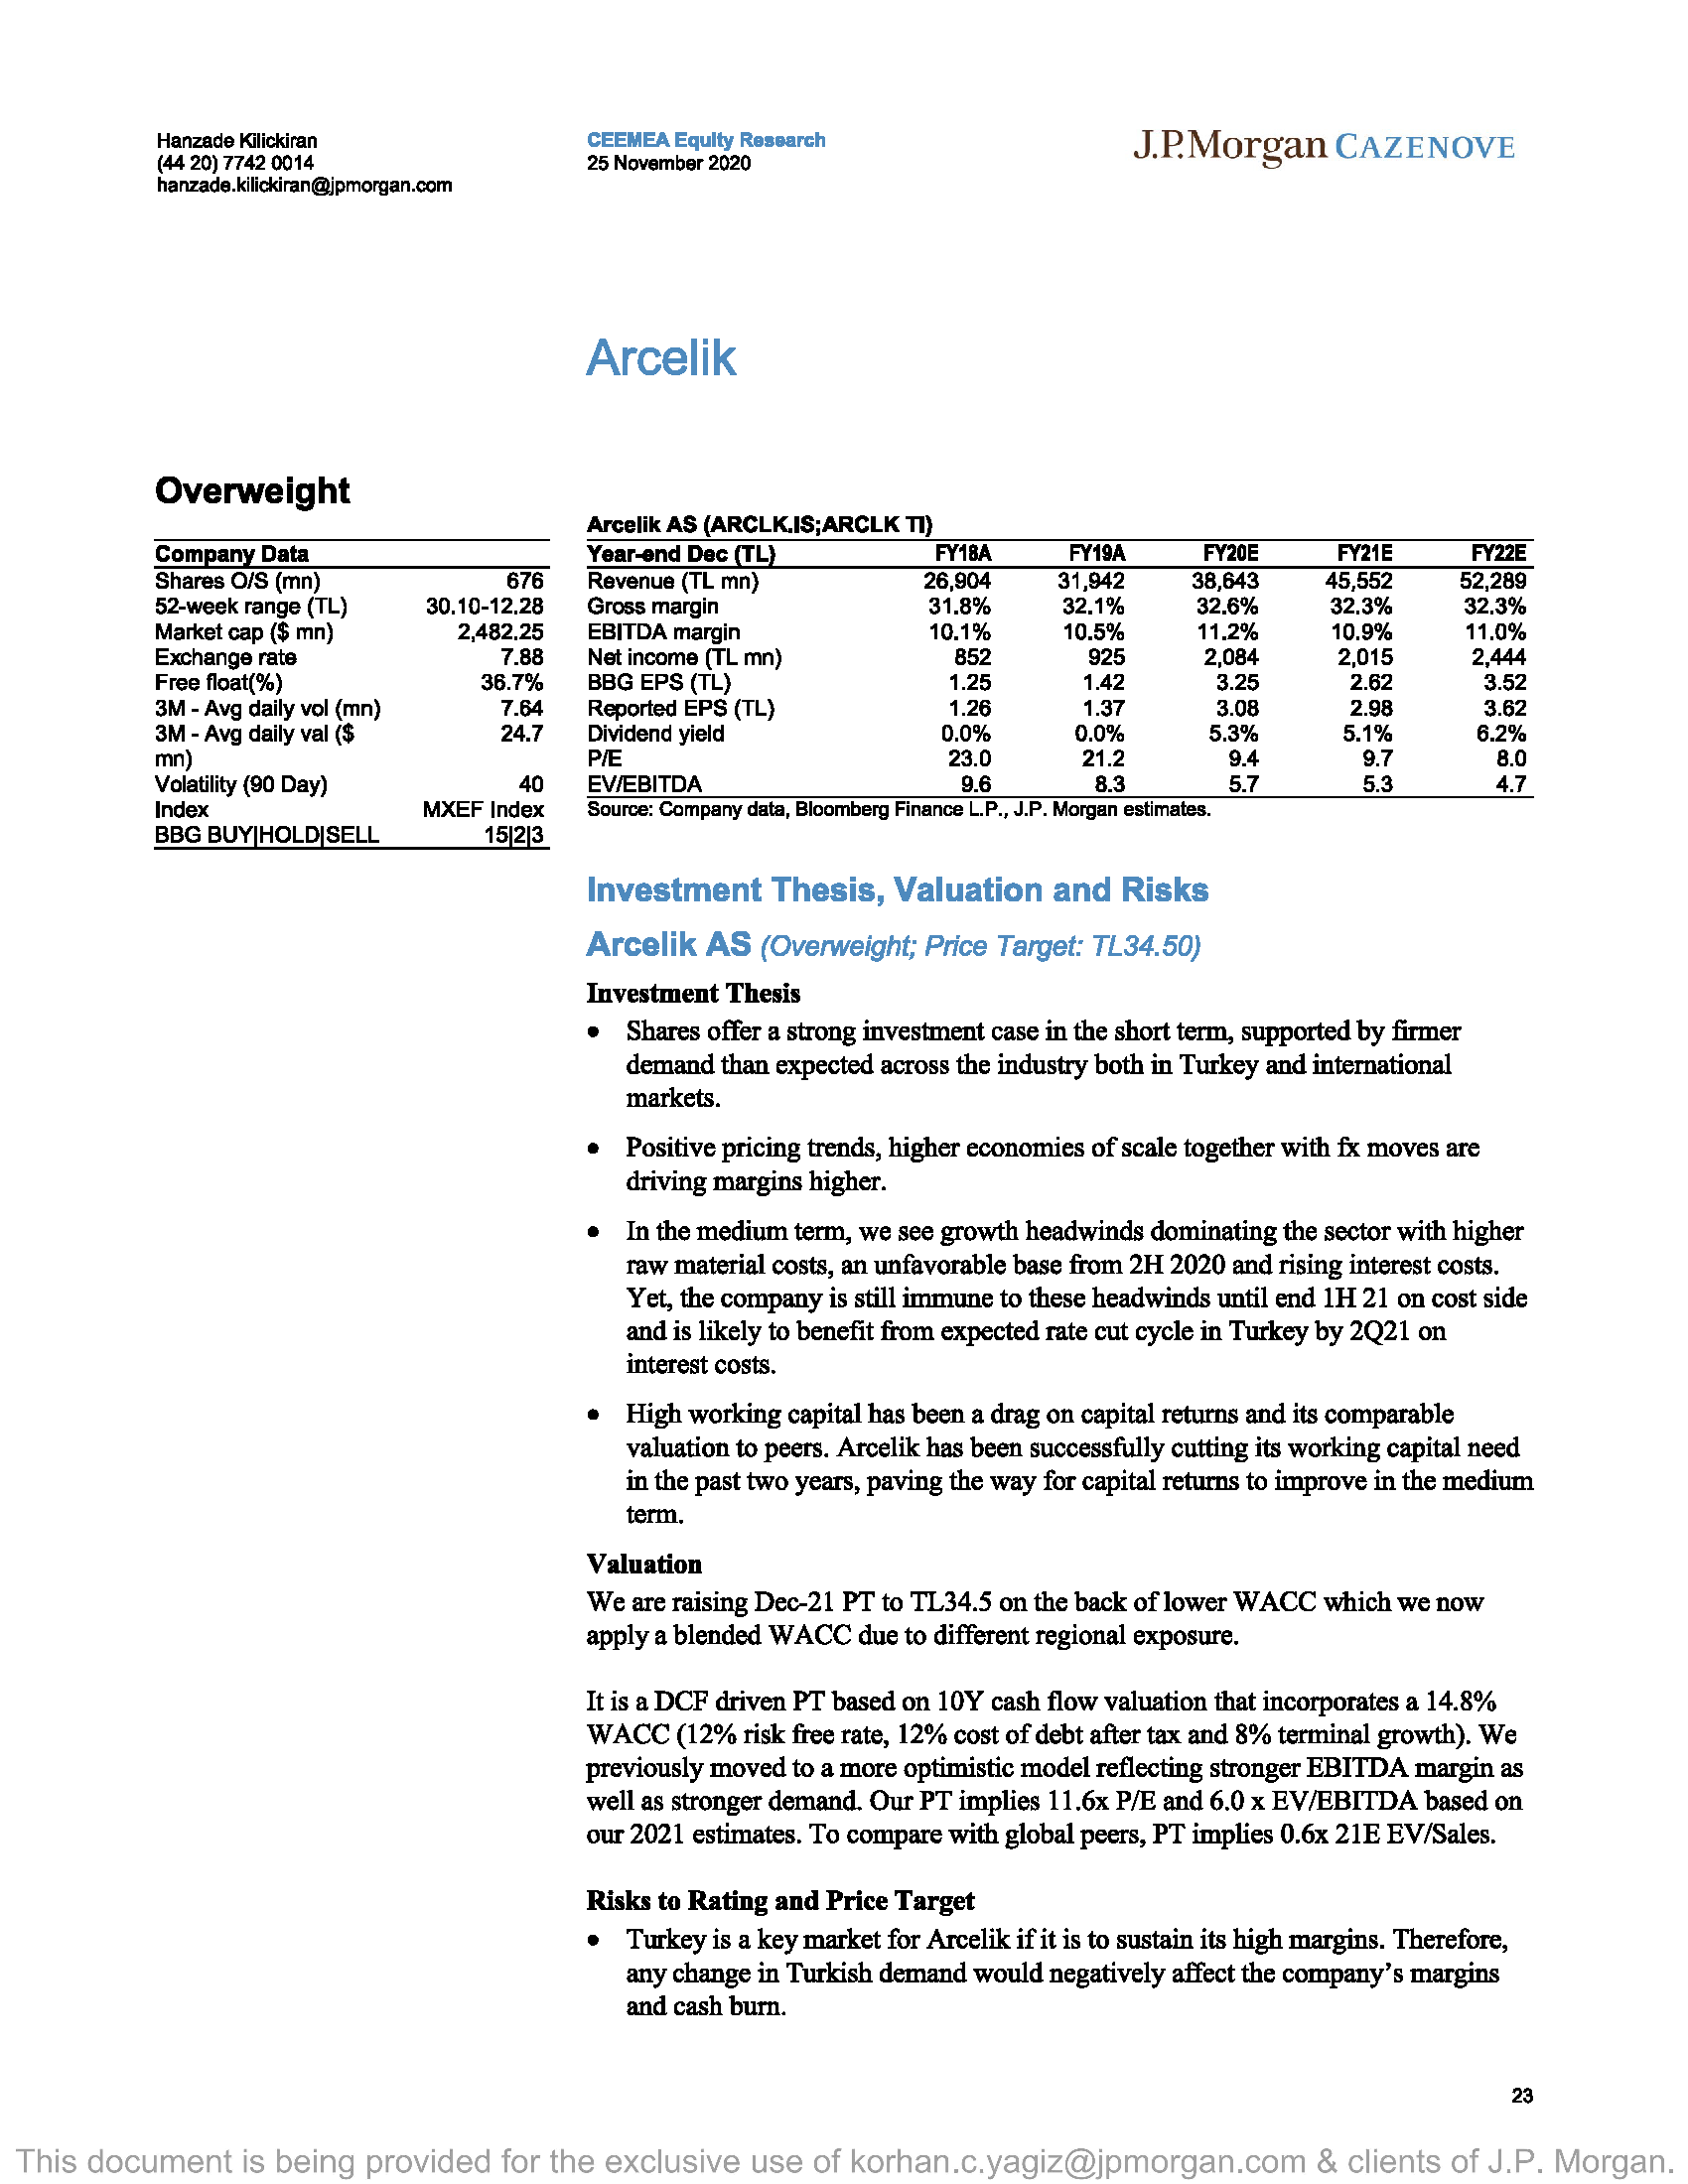 Hanzade Kilickiran
(44 20) 7742 0014
hanzade.kilickiran@jpmorgan.com
CEEMEA Equity Research
25 November 2020
J.P.Morgan CAZENOVE
Arcelik
Overweight
Company Data
Shares O/S (mn) 676
52-week range (TL) 30.10-12.28
Market cap ($ mn) 2,482.25
Exchange rate 7.88
Free float(%) 36.7%
3M - Avg daily vol (mn) 7.64
3M - Avg daily val ($ 24.7
mn)
Volatility (90 Day) 40
Index MXEF Index
BBG BUY|HOLD|SELL 15|2|3
Arcelik AS (ARCLK.IS;ARCLK TI)
Year-end Dec (TL) FY18A FY19A FY20E FY21E FY22E
Revenue (TL mn) 26,904 31,942 38,643 45,552 52,289
Gross margin 31.8% 32.1% 32.6% 32.3% 32.3%
EBITDA margin 10.1% 10.5% 11.2% 10.9% 11.0%
Net income (TL mn) 852 925 2,084 2,015 2,444
BBG EPS (TL) 1.25 1.42 3.25 2.62 3.52
Reported EPS (TL) 1.26 1.37 3.08 2.98 3.62
Dividend yield 0.0% 0.0% 5.3% 5.1% 6.2%
P/E 23.0 21.2 9.4 9.7 8.0
EV/EBITDA 9.6 8.3 5.7 5.3 4.7
Source: Company data, Bloomberg Finance L.P., J.P. Morgan estimates.
Investment Thesis, Valuation and Risks
Arcelik AS (Overweight; Price Target: TL34.50)
Investment Thesis
• Shares offer a strong investment case in the short term, supported by firmer
demand than expected across the industry both in Turkey and international
markets.
• Positive pricing trends, higher economies of scale together with fx moves are
driving margins higher.
• In the medium term, we see growth headwinds dominating the sector with higher
raw material costs, an unfavorable base from 2H 2020 and rising interest costs.
Yet, the company is still immune to these headwinds until end 1H 21 on cost side
and is likely to benefit from expected rate cut cycle in Turkey by 2Q21 on
interest costs.
• High working capital has been a drag on capital returns and its comparable
valuation to peers. Arcelik has been successfully cutting its working capital need
in the past two years, paving the way for capital returns to improve in the medium
term.
Valuation
We are raising Dec-21 PT to TL34.5 on the back of lower WACC which we now
apply a blended WACC due to different regional exposure.
It is a DCF driven PT based on 10Y cash flow valuation that incorporates a 14.8%
WACC (12% risk free rate, 12% cost of debt after tax and 8% terminal growth). We
previously moved to a more optimistic model reflecting stronger EBITDA margin as
well as stronger demand. Our PT implies 11.6x P/E and 6.0 x EV/EBITDA based on
our 2021 estimates. To compare with global peers, PT implies 0.6x 21E EV/Sales.
Risks to Rating and Price Target
• Turkey is a key market for Arcelik if it is to sustain its high margins. Therefore,
any change in Turkish demand would negatively affect the company's margins
and cash burn.
23
This document is being provided for the exclusive use of korhan.c.yagiz@jpmorgan.com & clients of J.P. Morgan.